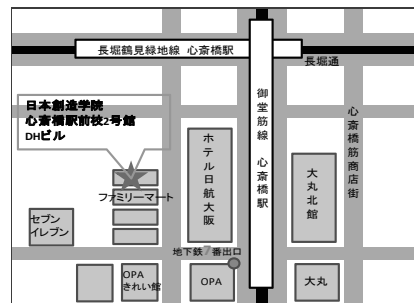 長堀鶴見緑地線 心斎橋駅
長堀通
日本創造学院
心斎橋駅前校2号館
DHビル
ファミリーマート
セブン
イレブン
ホテル日航大阪
御堂筋線 心斎橋駅
大丸北館
心斎橋筋商店街
地下鉄7番出口
OPA
きれい館
OPA
大丸